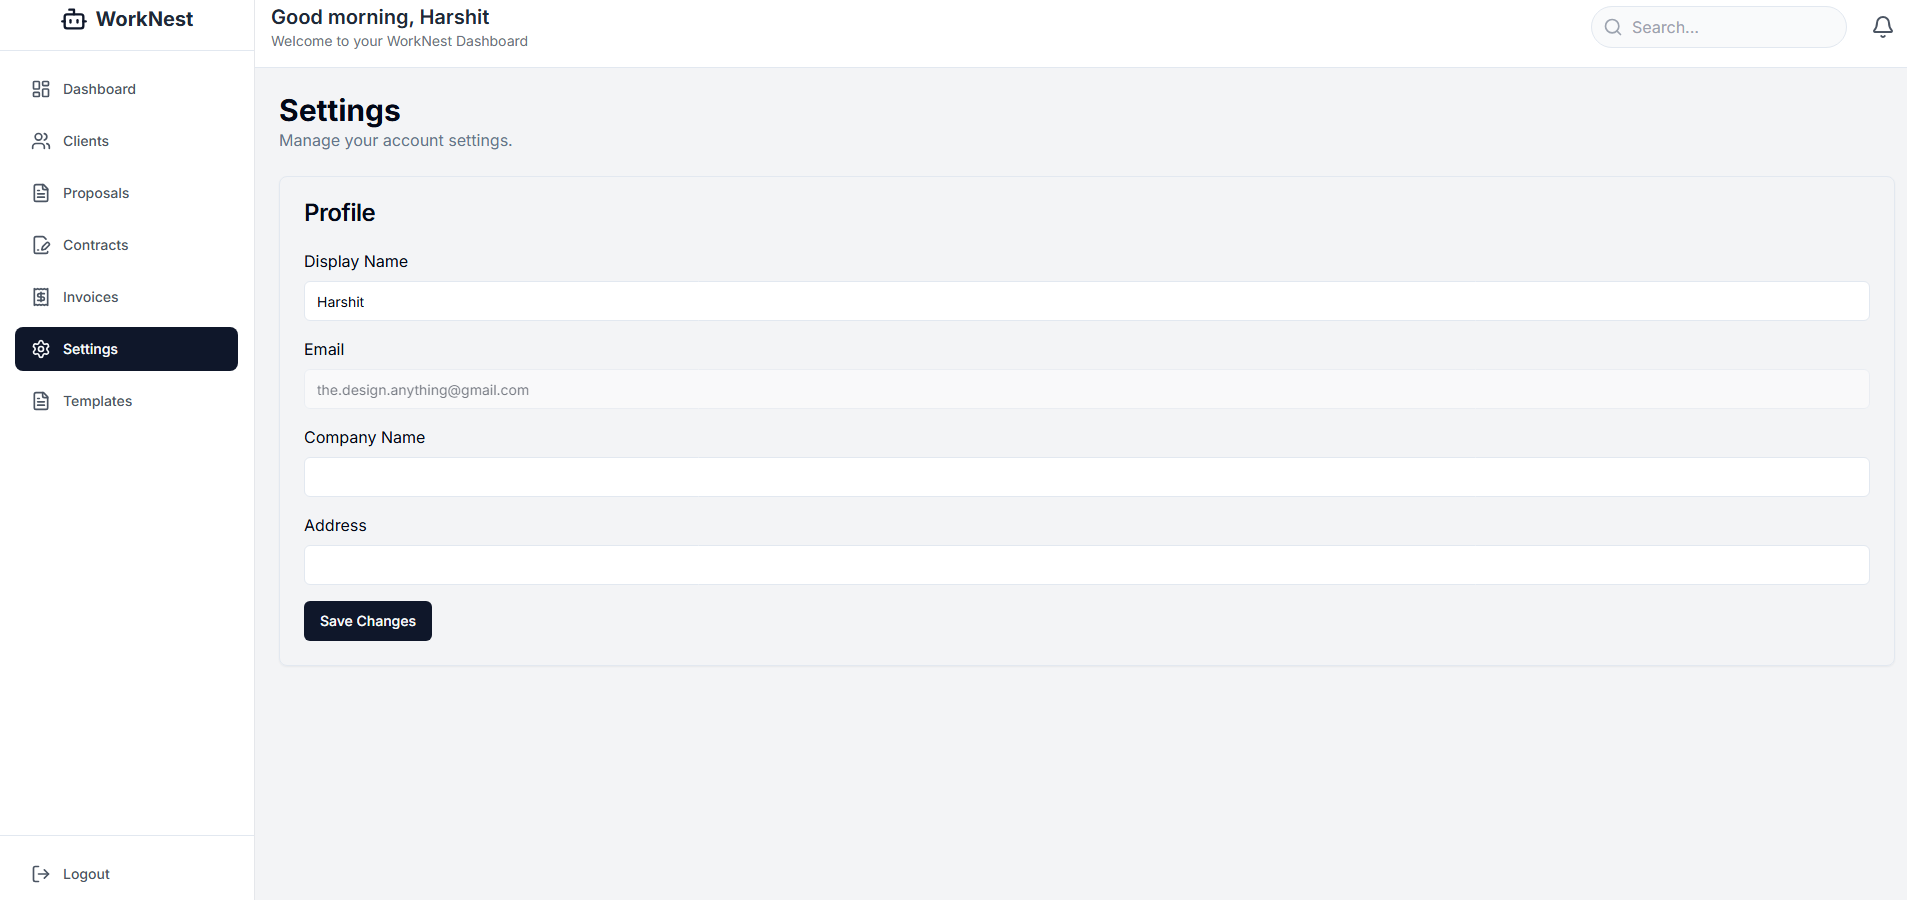 WorkNest
Good morning, Harshit
Welcome to your WorkNest Dashboard
Search...
Dashboard
Clients
Proposals
Contracts
Invoices
Settings
Templates
Logout
Settings
Manage your account settings.
Profile
Display Name
Harshit
Email
the.design.anything@gmail.com
Company Name
Address
Save Changes